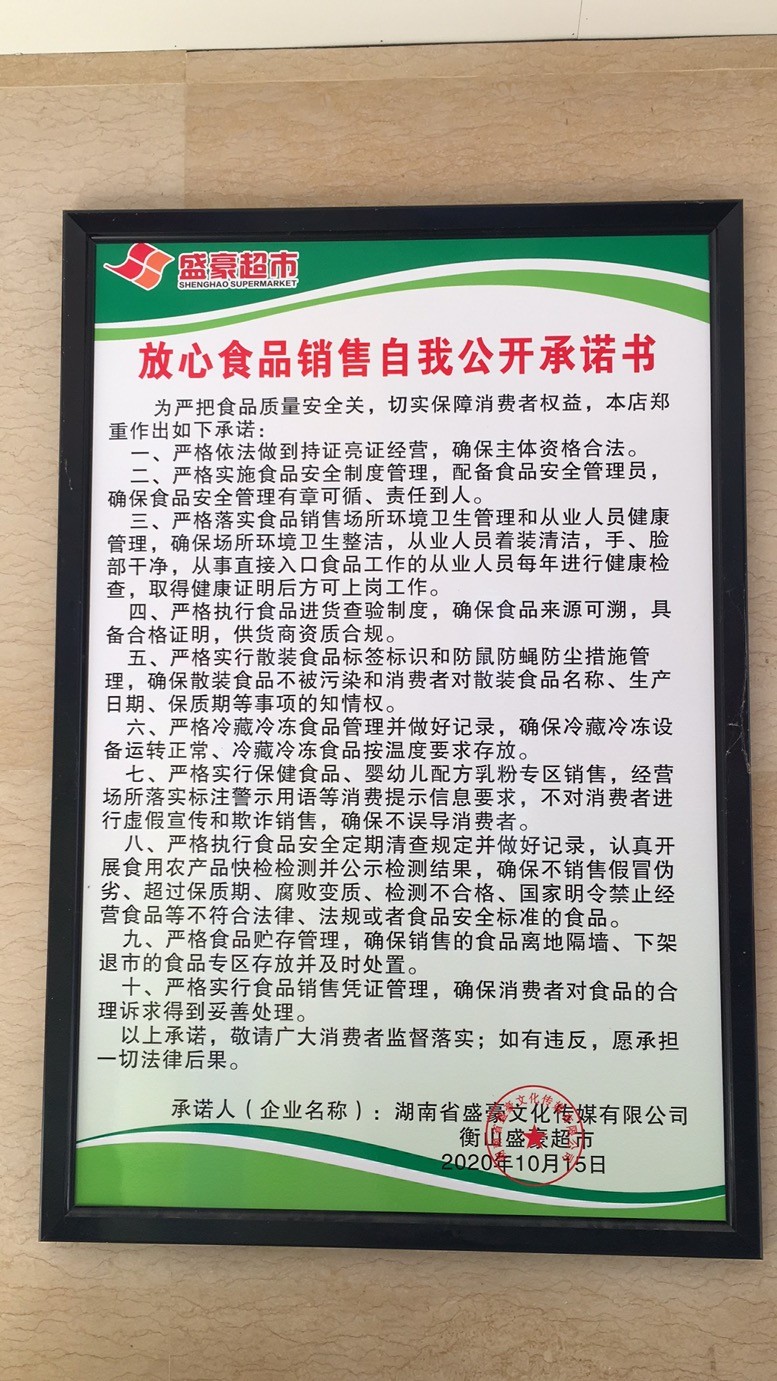 盛豪超市
SHENGHAO SUPERMARKET
放心食品销售自我公开承诺书
为严把食品质量安全关，切实保障消费者权益，本店郑
重作出如下承诺：
一、严格依法做到持证亮证经营，确保主体资格合法。
二、严格实施食品安全制度管理，配备食品安全管理员，
确保食品安全管理有章可循、责任到人。
三、严格落实食品销售场所环境卫生管理和从业人员健康
管理，确保场所环境卫生整洁，从业人员着装清洁，手、脸
部干净，从事直接入口食品工作的从业人员每年进行健康检
查，取得健康证明后方可上岗工作。
四、严格执行食品进货查验制度，确保食品来源可溯，具
备合格证明，供货商资质合规。
五、严格实行散装食品标签标识和防鼠防蝇防尘措施管
理，确保散装食品不被污染和消费者对散装食品名称、生产
日期、保质期等事项的知情权。
六、严格冷藏冷冻食品管理并做好记录，确保冷藏冷冻设
备运转正常、冷藏冷冻食品按温度要求存放。
七、严格实行保健食品、婴幼儿配方乳粉专区销售，经营
场所落实标注警示用语等消费提示信息要求，不对消费者进
行虚假宣传和欺诈销售，确保不误导消费者。
八、严格执行食品安全定期清查规定并做好记录，认真开
展食用农产品快检检测并公示检测结果，确保不销售假冒伪
劣、超过保质期、腐败变质、检测不合格、国家明令禁止经
营食品等不符合法律、法规或者食品安全标准的食品。
九、严格食品贮存管理，确保销售的食品离地隔墙、下架
退市的食品专区存放并及时处置。
十、严格实行食品销售凭证管理，确保消费者对食品的合
理诉求得到妥善处理。
以上承诺，敬请广大消费者监督落实；如有违反，愿承担
一切法律后果。
承诺人（企业名称）：湖南省盛豪文化传媒有限公司
衡山盛豪超市
2020年10月15日